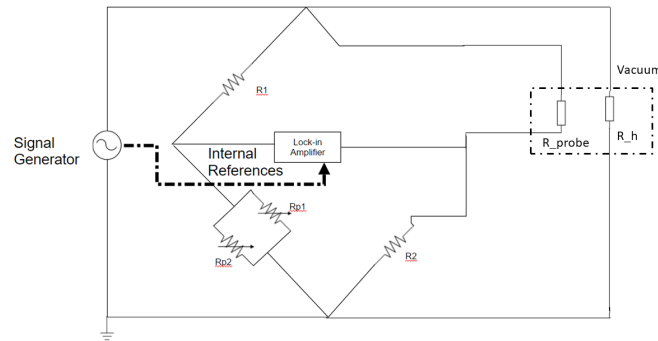 R1
Vacuum
Signal
Generator
Lock-in
Amplifier
Internal
References
R_probe
R_h
Rp1
Rp2
R2